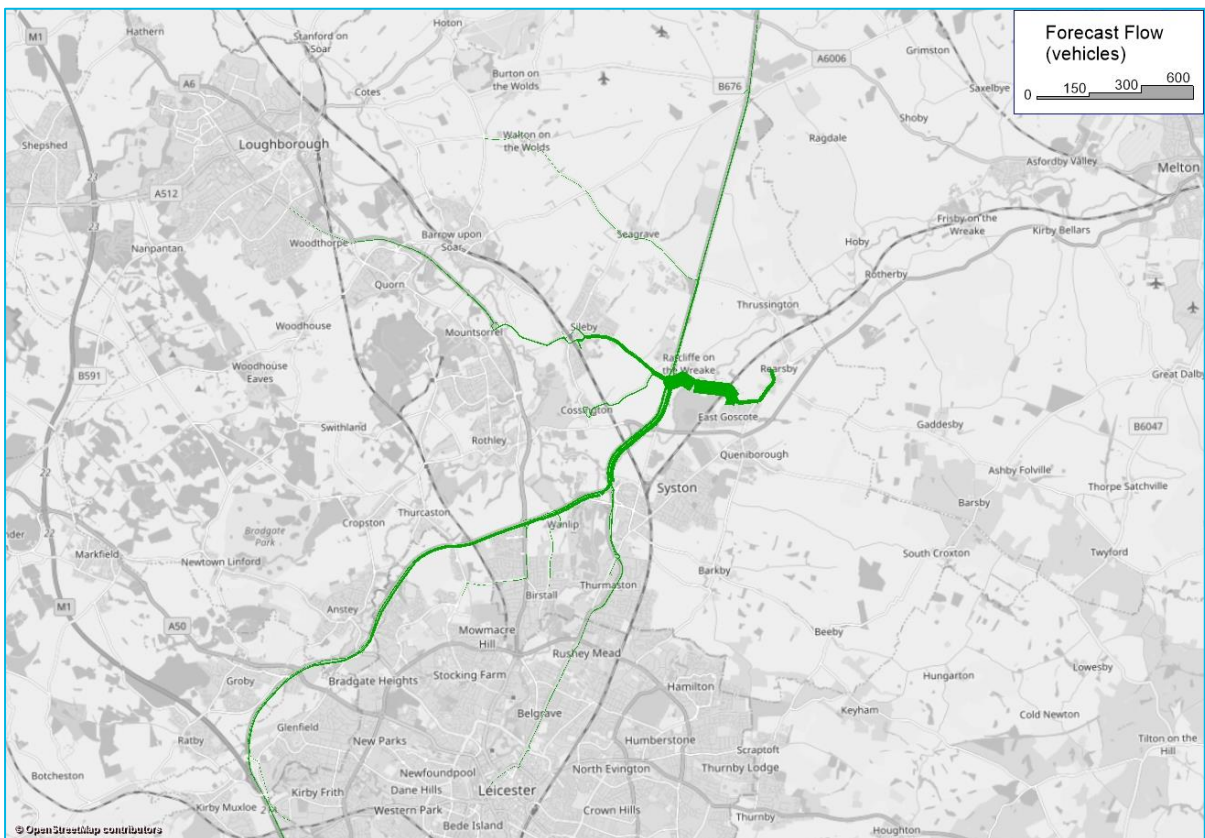 Forecast Flow
(vehicles)
0 150 300 600
M1
Hathern
Stanford on
Soar
Hoton
Burton on
the Wolds
A6006
Grimston
Saxelbye
A6
Cotes
B676
Shoby
Shepshed
Loughborough
Walton on
the Wolds
Ragdale
Asfordby Valley
Melton
23
A512
23
Nanpantan
Woodthorpe
Barrow upon
Soar
Seagrave
Hoby
Frisby on the
Wreake
Kirby Bellars
Rotherby
Quorn
Thrussington
Woodhouse
Mountsorrel
Sileby
Woodhouse
Eaves
B591
Ratcliffe on
the Wreake
Rearsby
Great Dalby
Cossington
East Goscote
Gaddesby
B6047
Swithland
Rothley
Queniborough
Ashby Folville
22
Syston
Barsby
Thorpe Satchville
Thurcaston
Cropston
Wanlip
Bradgate
Park
22
Markfield
Newtown Linford
South Croxton
Twyford
Barkby
Birstall
Thurmaston
M1
A50
Anstey
Mowmacre
Hill
Beeby
Rushey Mead
Lowesby
Groby
Bradgate Heights
Stocking Farm
Hungarton
Hamilton
Keyham
Cold Newton
Belgrave
Glenfield
Ratby
New Parks
Humberstone
Scraptoft
Tilton on the
Hill
Botcheston
Newfoundpool
North Evington
Thurnby Lodge
Kirby Muxloe
Kirby Frith
Dane Hills
Leicester
Western Park
Crown Hills
Thurnby
Bede Island
Houghton
© OpenStreetMap contributors